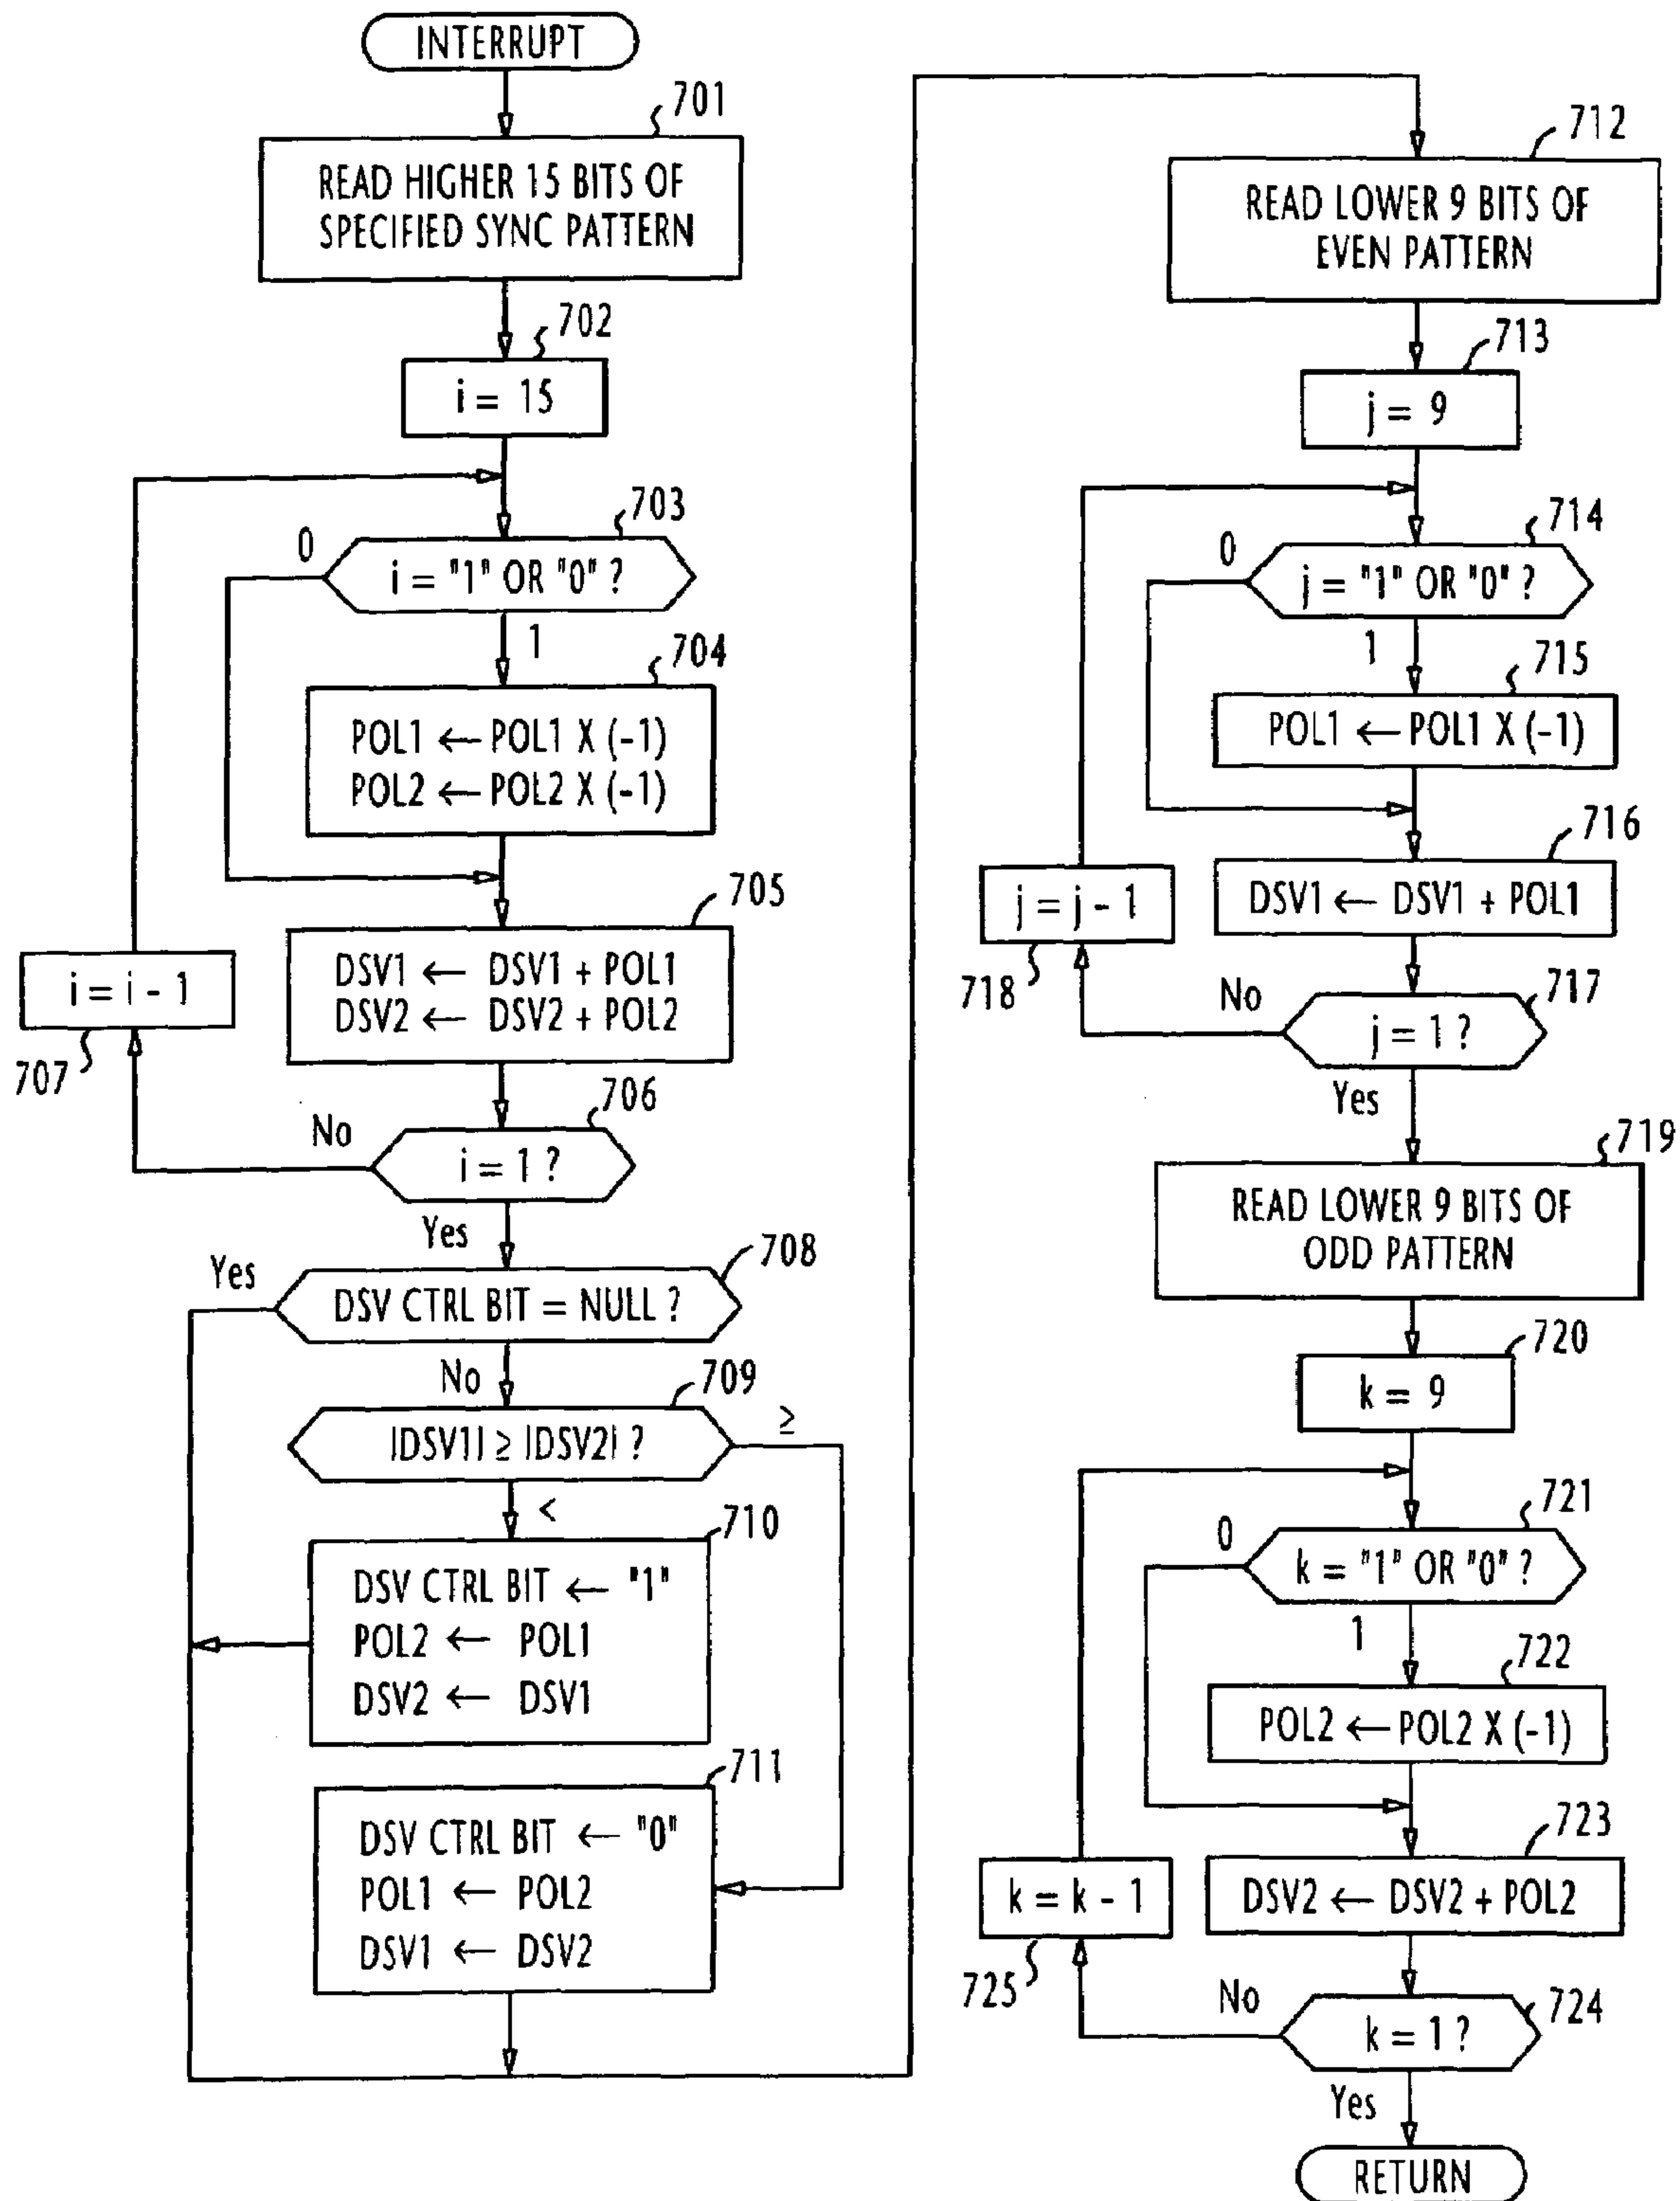 INTERRUPT
701
READ HIGHER 15 BITS OF
SPECIFIED SYNC PATTERN
702
i = 15
703
0
i = "1" OR "0" ?
1
704
POL1 ← POL1 X (-1)
POL2 ← POL2 X (-1)
705
DSV1 ← DSV1 + POL1
DSV2 ← DSV2 + POL2
i = i - 1
707
706
No
i = 1 ?
Yes
708
Yes
DSV CTRL BIT = NULL ?
No
709
|DSV1| ≥ |DSV2| ?
≥
<
710
DSV CTRL BIT ← "1"
POL2 ← POL1
DSV2 ← DSV1
711
DSV CTRL BIT ← "0"
POL1 ← POL2
DSV1 ← DSV2
712
READ LOWER 9 BITS OF
EVEN PATTERN
713
j = 9
714
0
j = "1" OR "0" ?
1
715
POL1 ← POL1 X (-1)
716
DSV1 ← DSV1 + POL1
j = j - 1
718
717
No
j = 1 ?
Yes
719
READ LOWER 9 BITS OF
ODD PATTERN
720
k = 9
721
0
k = "1" OR "0" ?
1
722
POL2 ← POL2 X (-1)
723
DSV2 ← DSV2 + POL2
k = k - 1
725
724
No
k = 1 ?
Yes
RETURN